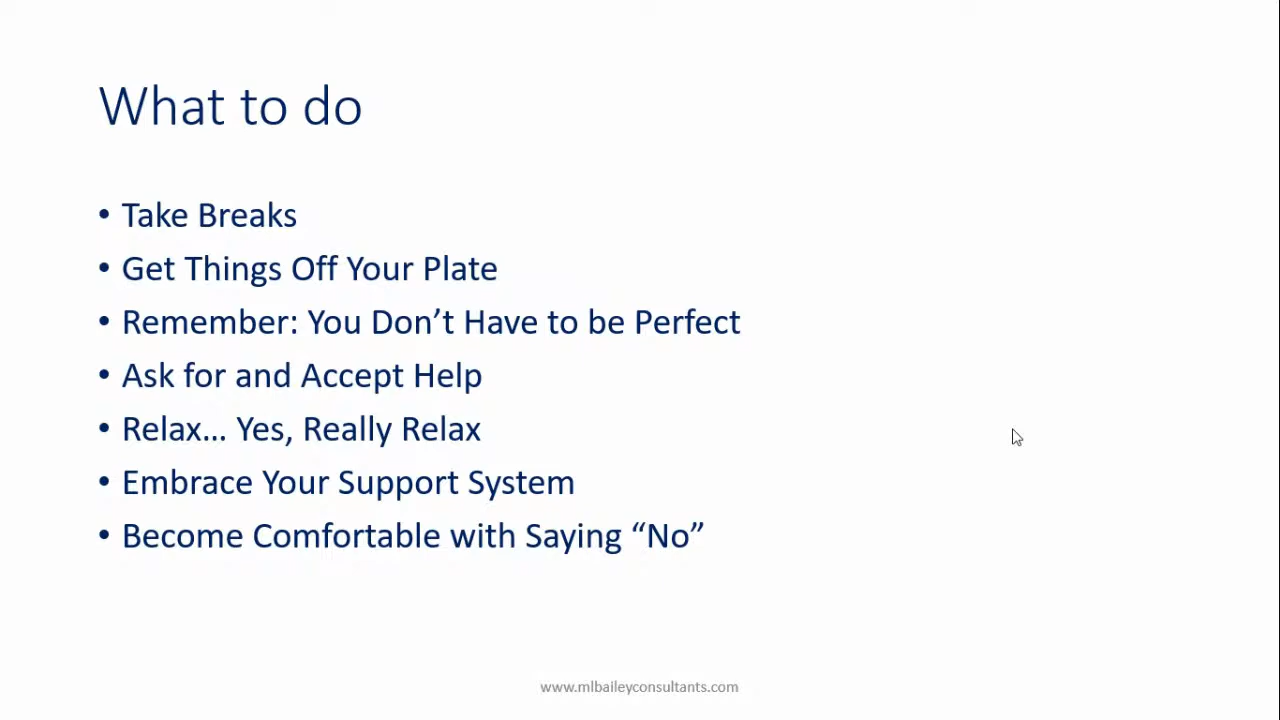 What to do
• Take Breaks
• Get Things Off Your Plate
• Remember: You Don’t Have to be Perfect
• Ask for and Accept Help
• Relax… Yes, Really Relax
• Embrace Your Support System
• Become Comfortable with Saying “No”
www.mlbaileyconsultants.com